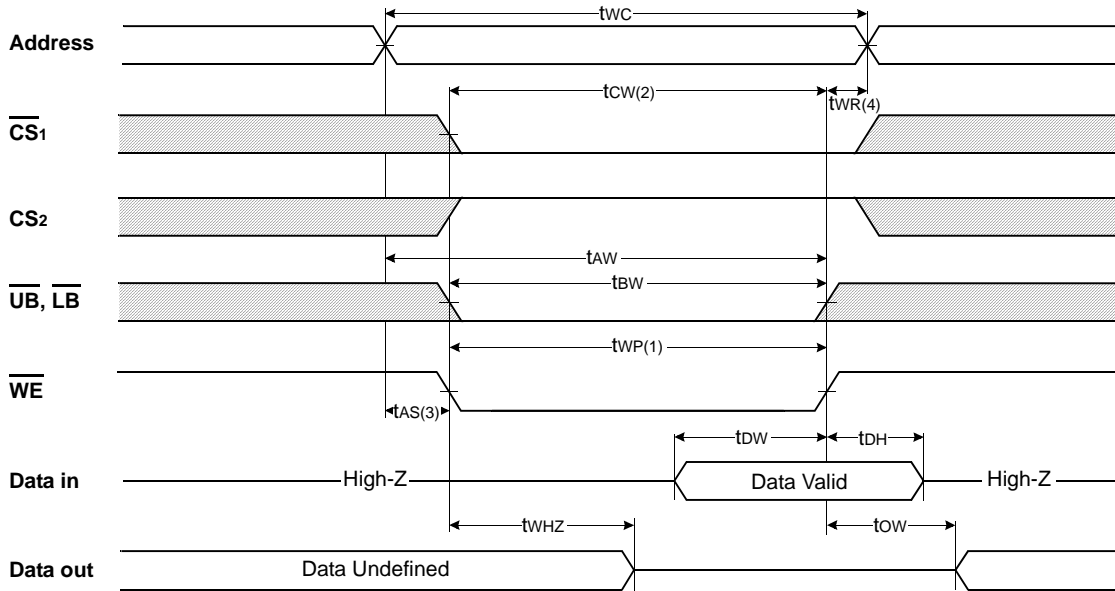 tWC
Address
tCW(2)
tWR(4)
CS1
CS2
tAW
UB, LB
tBW
tWP(1)
WE
tAS(3)
tDW
tDH
Data in
High-Z
Data Valid
High-Z
tWHZ
tOW
Data out
Data Undefined